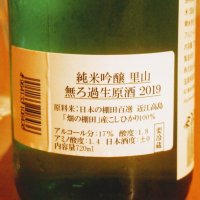 純米吟醸 里山
無ろ過生原酒 2019
原料米:日本の棚田百選 近江高島
「畑の棚田」産こしひかり100%
アルコール分:17% 酸度:1.8
アミノ酸度:1.4 日本酒度:±0
内容量720ml
要冷蔵